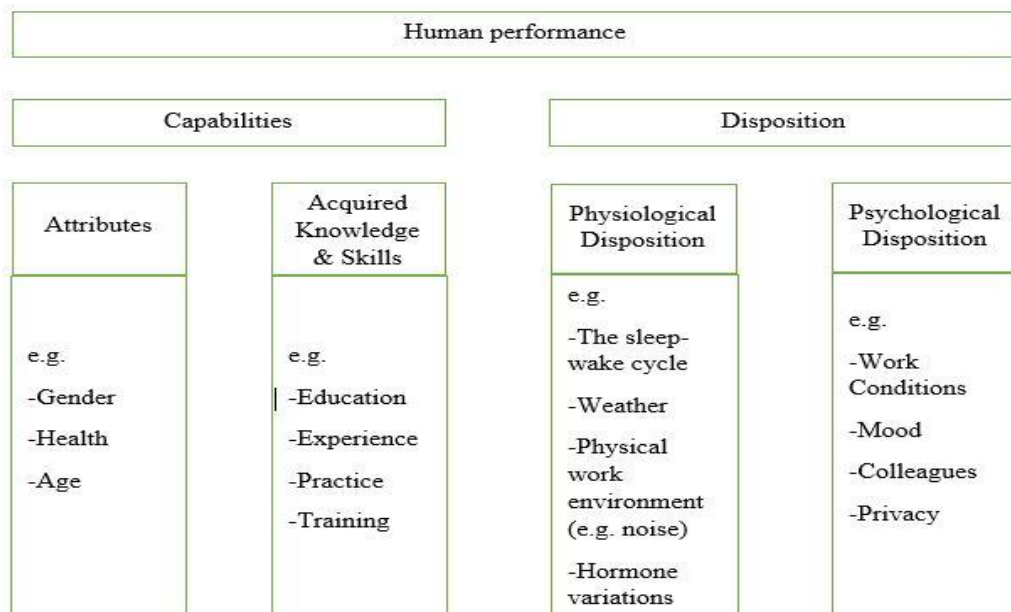 Human performance
Capabilities
Disposition
Attributes
Acquired
Knowledge
& Skills
Physiological
Disposition
Psychological
Disposition
e.g.
-Gender
-Health
-Age
e.g.
-Education
-Experience
-Practice
-Training
e.g.
-The sleep-
wake cycle
-Weather
-Physical
work
environment
(e.g. noise)
-Hormone
variations
e.g.
-Work
Conditions
-Mood
-Colleagues
-Privacy